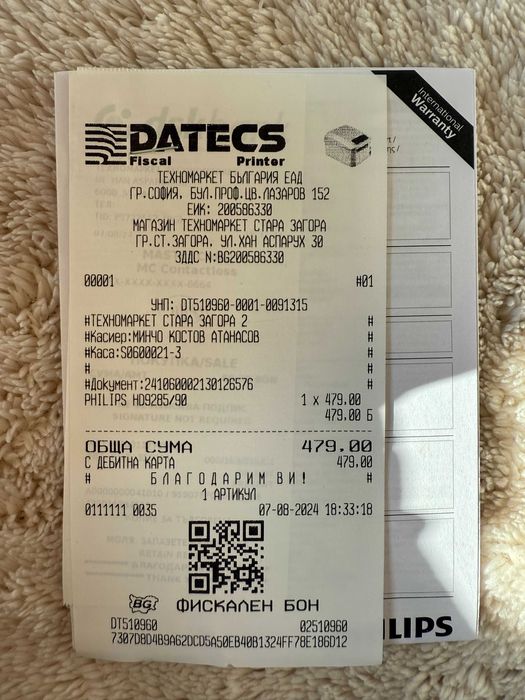 DATECS
Fiscal Printer
ТЕХНОМАРКЕТ БЪЛГАРИЯ ЕАД
ГР.СОФИЯ, БУЛ.ПРОФ.ЦВ.ЛАЗАРОВ 152
ЕИК: 200586330
МАГАЗИН ТЕХНОМАРКЕТ СТАРА ЗАГОРА
ГР.СТ.ЗАГОРА, УЛ.ХАН АСПАРУХ 30
ЗДДС N:BG200586330
00001 #01
УНП: DT510960-0001-0091315
#ТЕХНОМАРКЕТ СТАРА ЗАГОРА 2 #
#Касиер:МИНЧО КОСТОВ АТАНАСОВ #
#Каса:S0600021-3 #
# #
#Документ:241060002130126576 #
PHILIPS HD9285/90 1 x 479.00
479.00 Б
ОБЩА СУМА 479.00
С ДЕБИТНА КАРТА 479.00
# БЛАГОДАРИМ ВИ! #
1 АРТИКУЛ
0111111 0035 07-08-2024 18:33:18
BG ФИСКАЛЕН БОН
DT510960 02510960
7307D8D4B9A62DCD5A50EB40B1324FF78E186D12
International
Warranty
LIPS